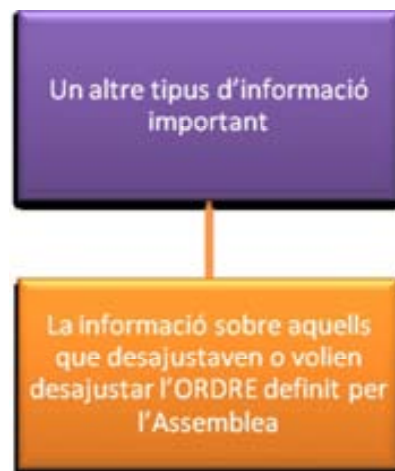 Un altre tipus d'informació
important
La informació sobre aquells
que desajustaven o volien
desajustar l'ORDRE definit per
l'Assemblea